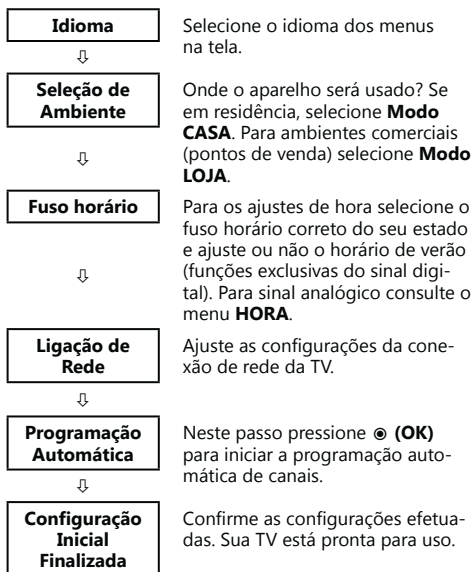 Idioma
Selecione o idioma dos menus
na tela.
⇩
Seleção de
Ambiente
Onde o aparelho será usado? Se
em residência, selecione Modo
CASA. Para ambientes comerciais
(pontos de venda) selecione Modo
LOJA.
⇩
Fuso horário
Para os ajustes de hora selecione o
fuso horário correto do seu estado
e ajuste ou não o horário de verão
(funções exclusivas do sinal digi-
tal). Para sinal analógico consulte o
menu HORA.
⇩
Ligação de
Rede
Ajuste as configurações da cone-
xão de rede da TV.
⇩
Programação
Automática
Neste passo pressione ◉ (OK)
para iniciar a programação auto-
mática de canais.
⇩
Configuração
Inicial
Finalizada
Confirme as configurações efetua-
das. Sua TV está pronta para uso.